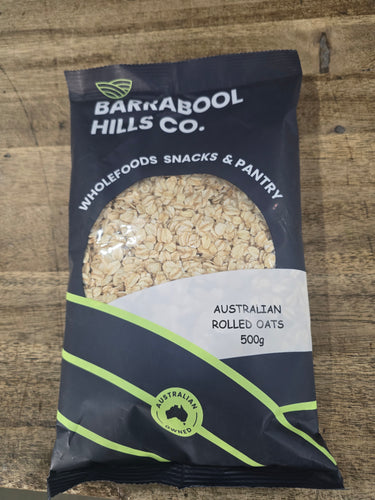 BARRABOOL
HILLS CO.
WHOLEFOODS SNACKS & PANTRY
AUSTRALIAN
ROLLED OATS
500g
AUSTRALIAN
OWNED